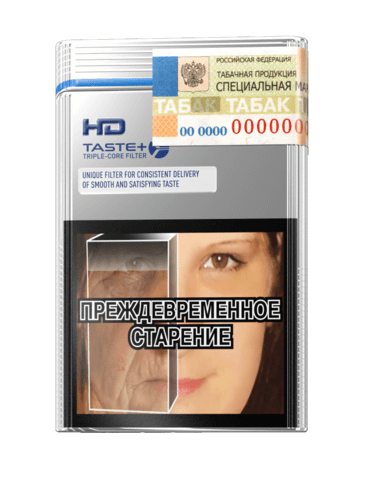 РОССИЙСКАЯ ФЕДЕРАЦИЯ
ТАБАЧНАЯ ПРОДУКЦИЯ
СПЕЦИАЛЬНАЯ МА
ТАБАК ТАБАК
00 0000 000000
HD
TASTE+
TRIPLE-CORE FILTER
UNIQUE FILTER FOR CONSISTENT DELIVERY
OF SMOOTH AND SATISFYING TASTE
ПРЕЖДЕВРЕМЕННОЕ
СТАРЕНИЕ